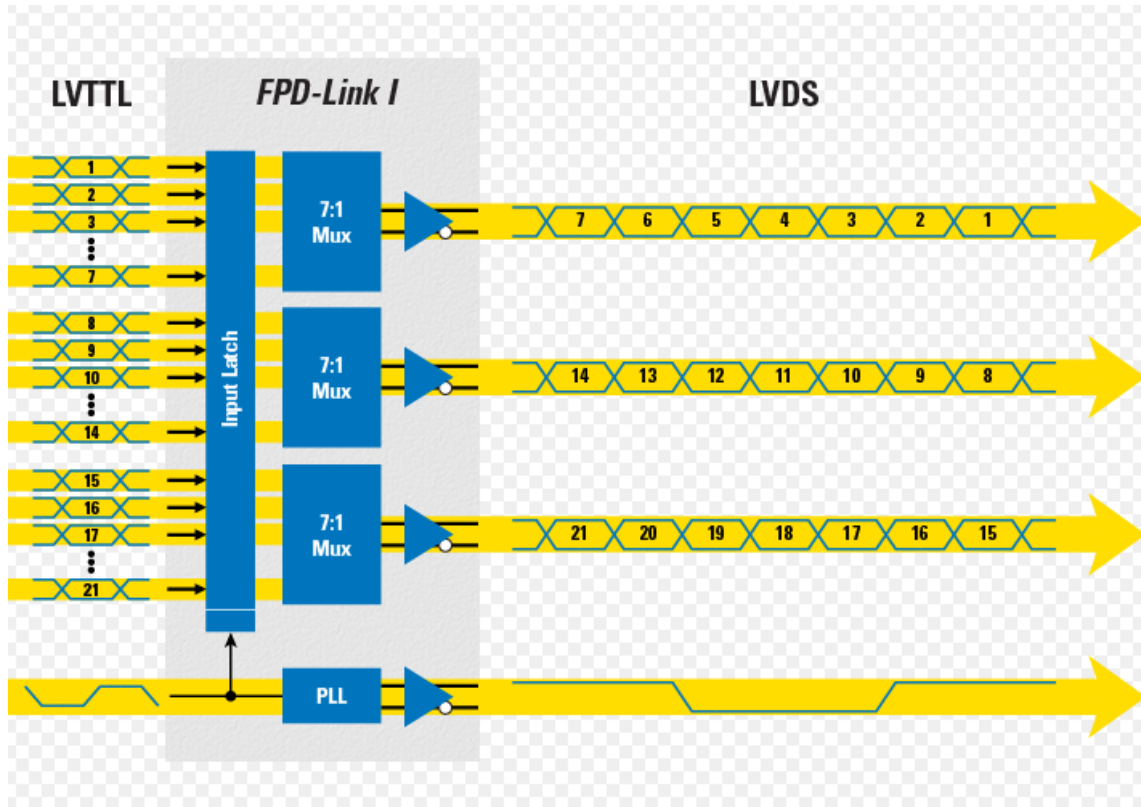 LVTTL
FPD-Link I
LVDS
1
2
3
7
8
9
10
14
15
16
17
21
Input Latch
7:1
Mux
7:1
Mux
7:1
Mux
PLL
7 6 5 4 3 2 1
14 13 12 11 10 9 8
21 20 19 18 17 16 15